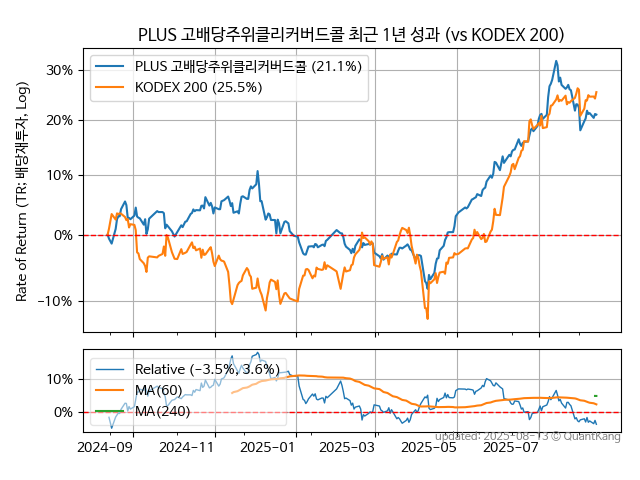 PLUS 고배당주위클리커버드콜 최근 1년 성과 (vs KODEX 200)
Rate of Return (TR: 배당재투자, Log)
30%
20%
10%
0%
−10%
PLUS 고배당주위클리커버드콜 (21.1%)
KODEX 200 (25.5%)
10%
0%
Relative (−3.5%, 3.6%)
MA(60)
MA(240)
2024−09
2024−11
2025−01
2025−03
2025−05
2025−07
updated: 2025-08-13 © QuantKang